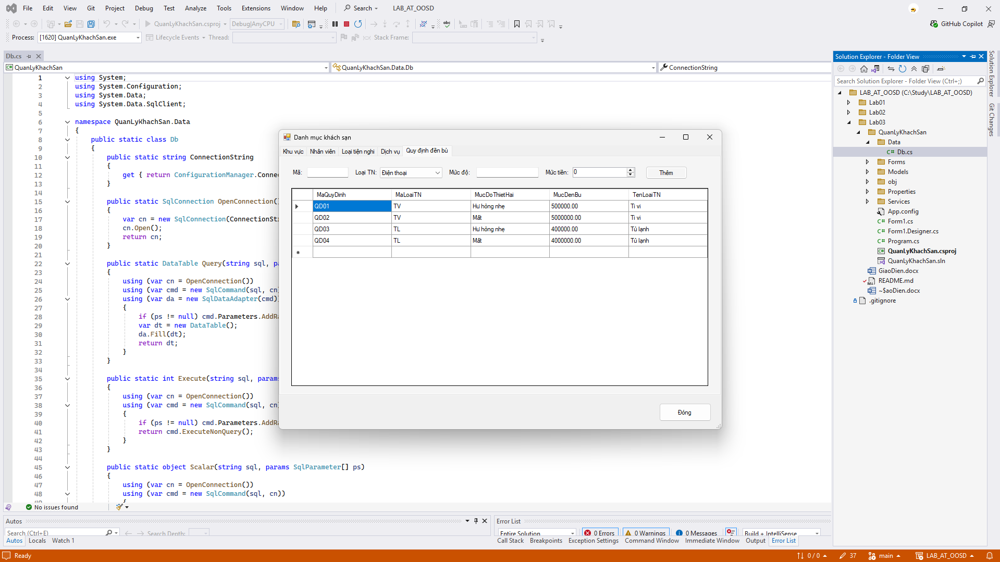 File Edit View Git Project Debug Test Analyze Tools Extensions Window Help Search LAB_AT_OOSD
QuanLyKhachSan.csproj Debug|AnyCPU GitHub Copilot
Process: [1620] QuanLyKhachSan.exe Lifecycle Events Thread: Stack Frame:
Db.cs
QuanLyKhachSan QuanLyKhachSan.Data.Db ConnectionString
1 using System;
2 using System.Configuration;
3 using System.Data;
4 using System.Data.SqlClient;
5
6 namespace QuanLyKhachSan.Data
7 {
8 public static class Db
9 {
10 public static string ConnectionString
11 {
12 get { return ConfigurationManager.Conne
13 }
14
15 public static SqlConnection OpenConnection()
16 {
17 var cn = new SqlConnection(ConnectionStr
18 cn.Open();
19 return cn;
20 }
21
22 public static DataTable Query(string sql, pa
23 {
24 using (var cn = OpenConnection())
25 using (var cmd = new SqlCommand(sql, cn)
26 using (var da = new SqlDataAdapter(cmd))
27 {
28 if (ps != null) cmd.Parameters.AddRa
29 var dt = new DataTable();
30 da.Fill(dt);
31 return dt;
32 }
33 }
34
35 public static int Execute(string sql, params
36 {
37 using (var cn = OpenConnection())
38 using (var cmd = new SqlCommand(sql, cn)
39 {
40 if (ps != null) cmd.Parameters.AddRa
41 return cmd.ExecuteNonQuery();
42 }
43 }
44
45 public static object Scalar(string sql, params SqlParameter[] ps)
46 {
47 using (var cn = OpenConnection())
48 using (var cmd = new SqlCommand(sql, cn))
{
Danh mục khách sạn
Khu vực Nhân viên Loại tiện nghi Dịch vụ Quy định đền bù
Mã: Loại TN: Điện thoại Mức độ: Mức tiền: 0 Thêm
MaQuyDinh MaLoaiTN MucDoThietHai MucDenBu TenLoaiTN
QD01 TV Hư hỏng nhẹ 500000.00 Ti vi
QD02 TV Mất 5000000.00 Ti vi
QD03 TL Hư hỏng nhẹ 400000.00 Tủ lạnh
QD04 TL Mất 4000000.00 Tủ lạnh
Đóng
Solution Explorer - Folder View
Search Solution Explorer - Folder View (Ctrl+;)
LAB_AT_OOSD (C:\Study\LAB_AT_OOSD)
Lab01
Lab02
Lab03
QuanLyKhachSan
Data
C# Db.cs
Forms
Models
obj
Properties
Services
App.config
C# Form1.cs
C# Form1.Designer.cs
C# Program.cs
QuanLyKhachSan.csproj
QuanLyKhachSan.sln
GiaoDien.docx
README.md
~$aoDien.docx
.gitignore
Solution Explorer
Git Changes
No issues found
Autos
Search (Ctrl+E) Search Depth:
Autos Locals Watch 1
Error List
Entire Solution 0 Errors 0 Warnings 0 Messages Build + IntelliSense
Call Stack Breakpoints Exception Settings Command Window Immediate Window Output Error List
Ready 0 / 0 37 main LAB_AT_OOSD